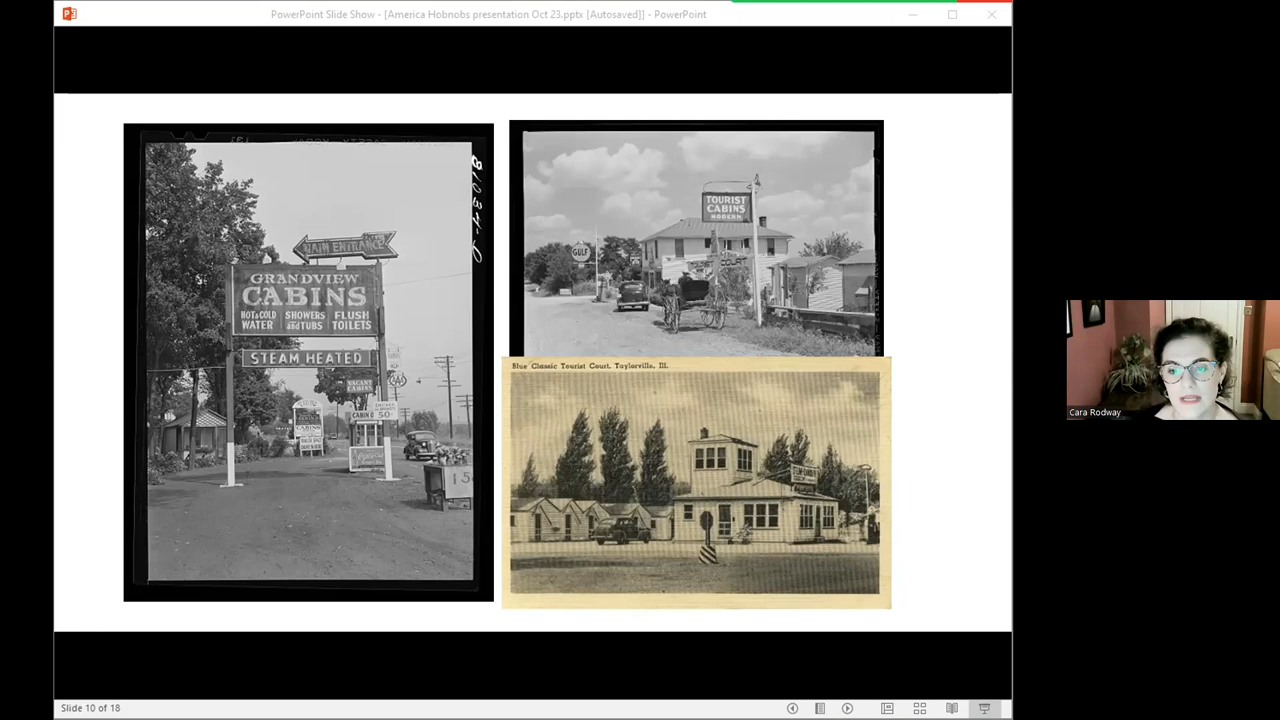 PowerPoint Slide Show - [America Hobnobs presentation Oct 23.pptx [Autosaved]] - PowerPoint
MAIN ENTRANCE
GRANDVIEW
CABINS
HOT & COLD WATER
SHOWERS and TUBS
FLUSH TOILETS
STEAM HEATED
VACANT
CABINS
CABINS
50¢
TOURIST
CABINS
MODERN
GULF
COURT
Blue Classic Tourist Court, Taylorville, Ill.
Cara Rodway
Slide 10 of 18